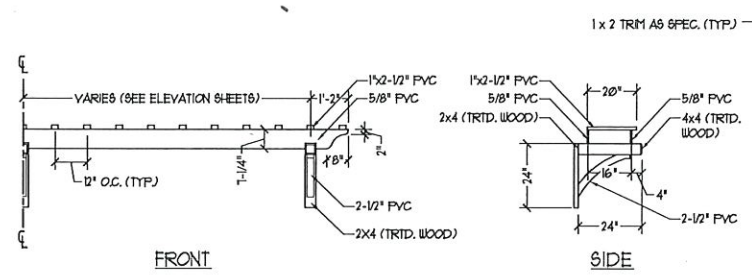 1 x 2 TRIM AS SPEC. (TYP.)
℄
VARIES (SEE ELEVATION SHEETS)
1'-2"
1"x2-1/2" PVC
5/8" PVC
7-1/4"
8"
2"
12" O.C. (TYP.)
2-1/2" PVC
2X4 (TRTD. WOOD)
℄
FRONT
1"x2-1/2" PVC
5/8" PVC
2x4 (TRTD. WOOD)
20"
5/8" PVC
4x4 (TRTD.
WOOD)
24"
16"
4"
2-1/2" PVC
24"
SIDE